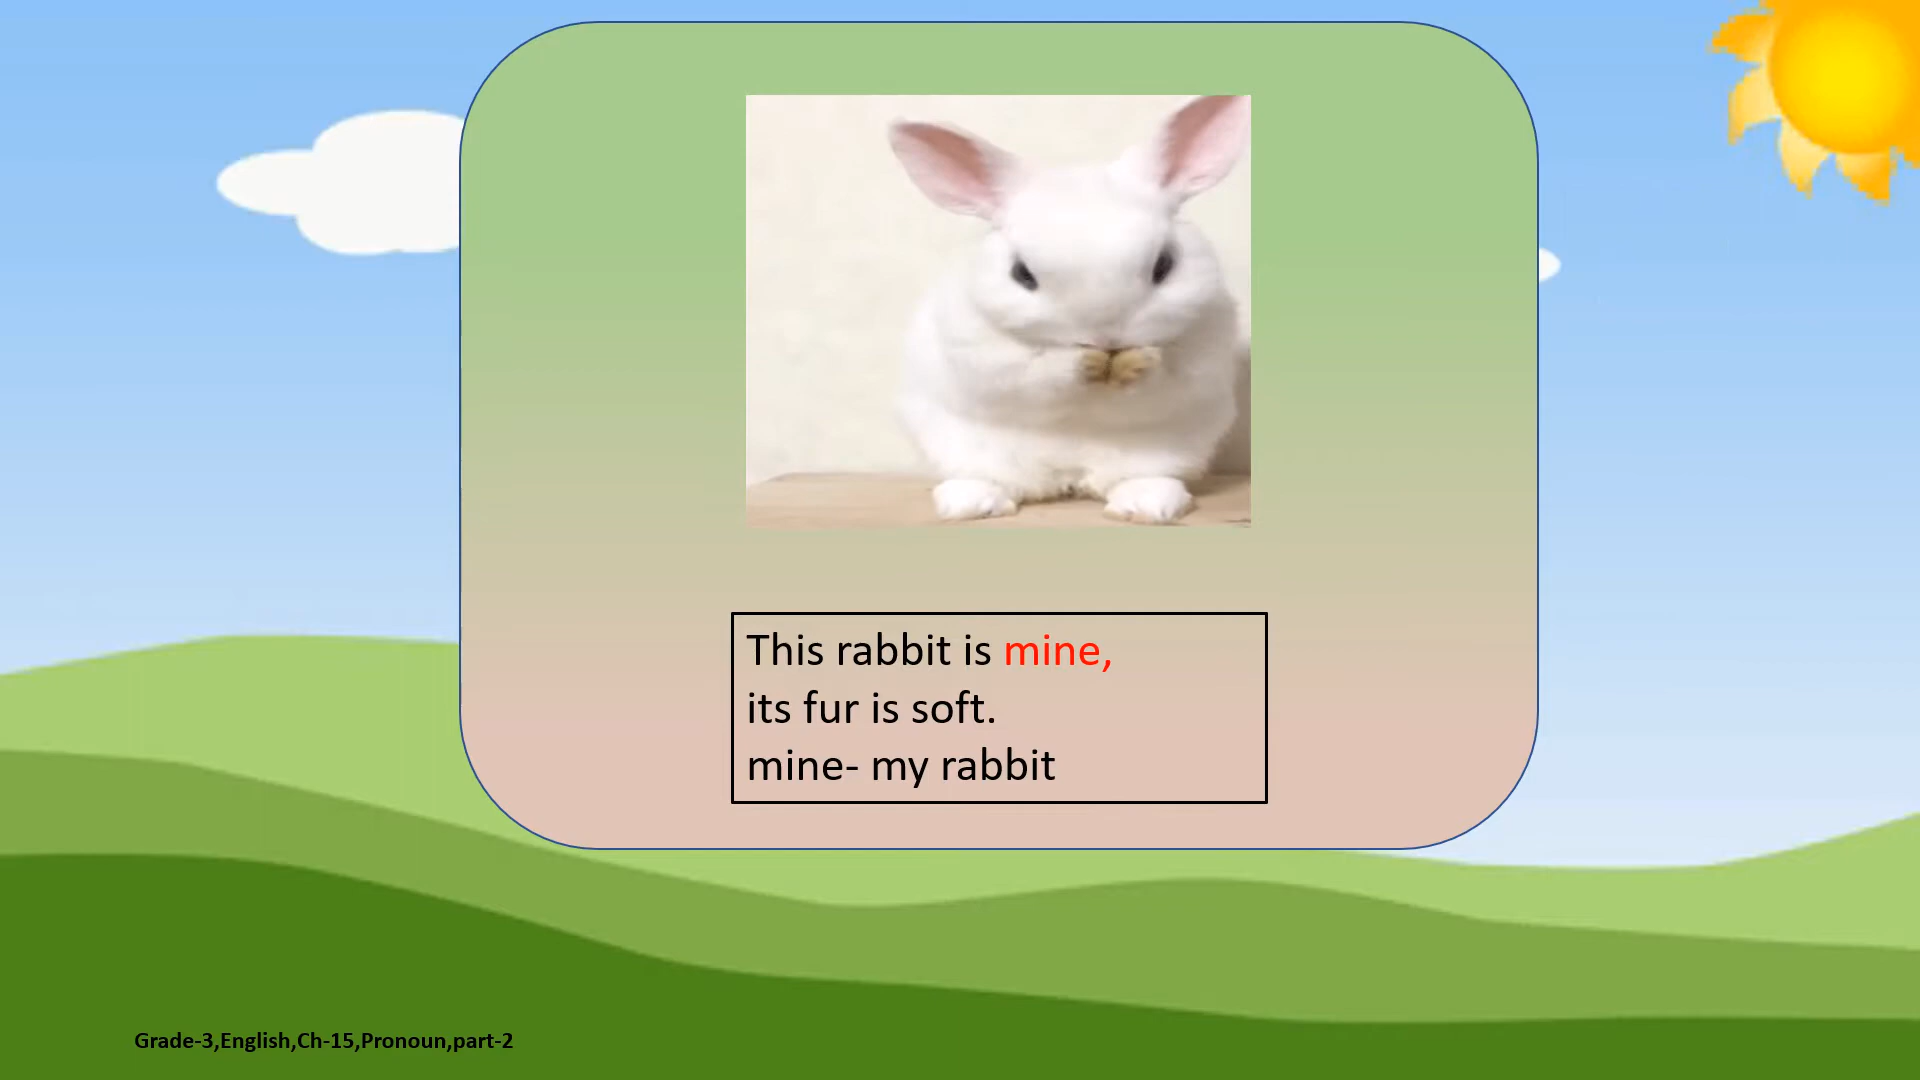 This rabbit is mine,
its fur is soft.
mine- my rabbit
Grade-3,English,Ch-15,Pronoun,part-2